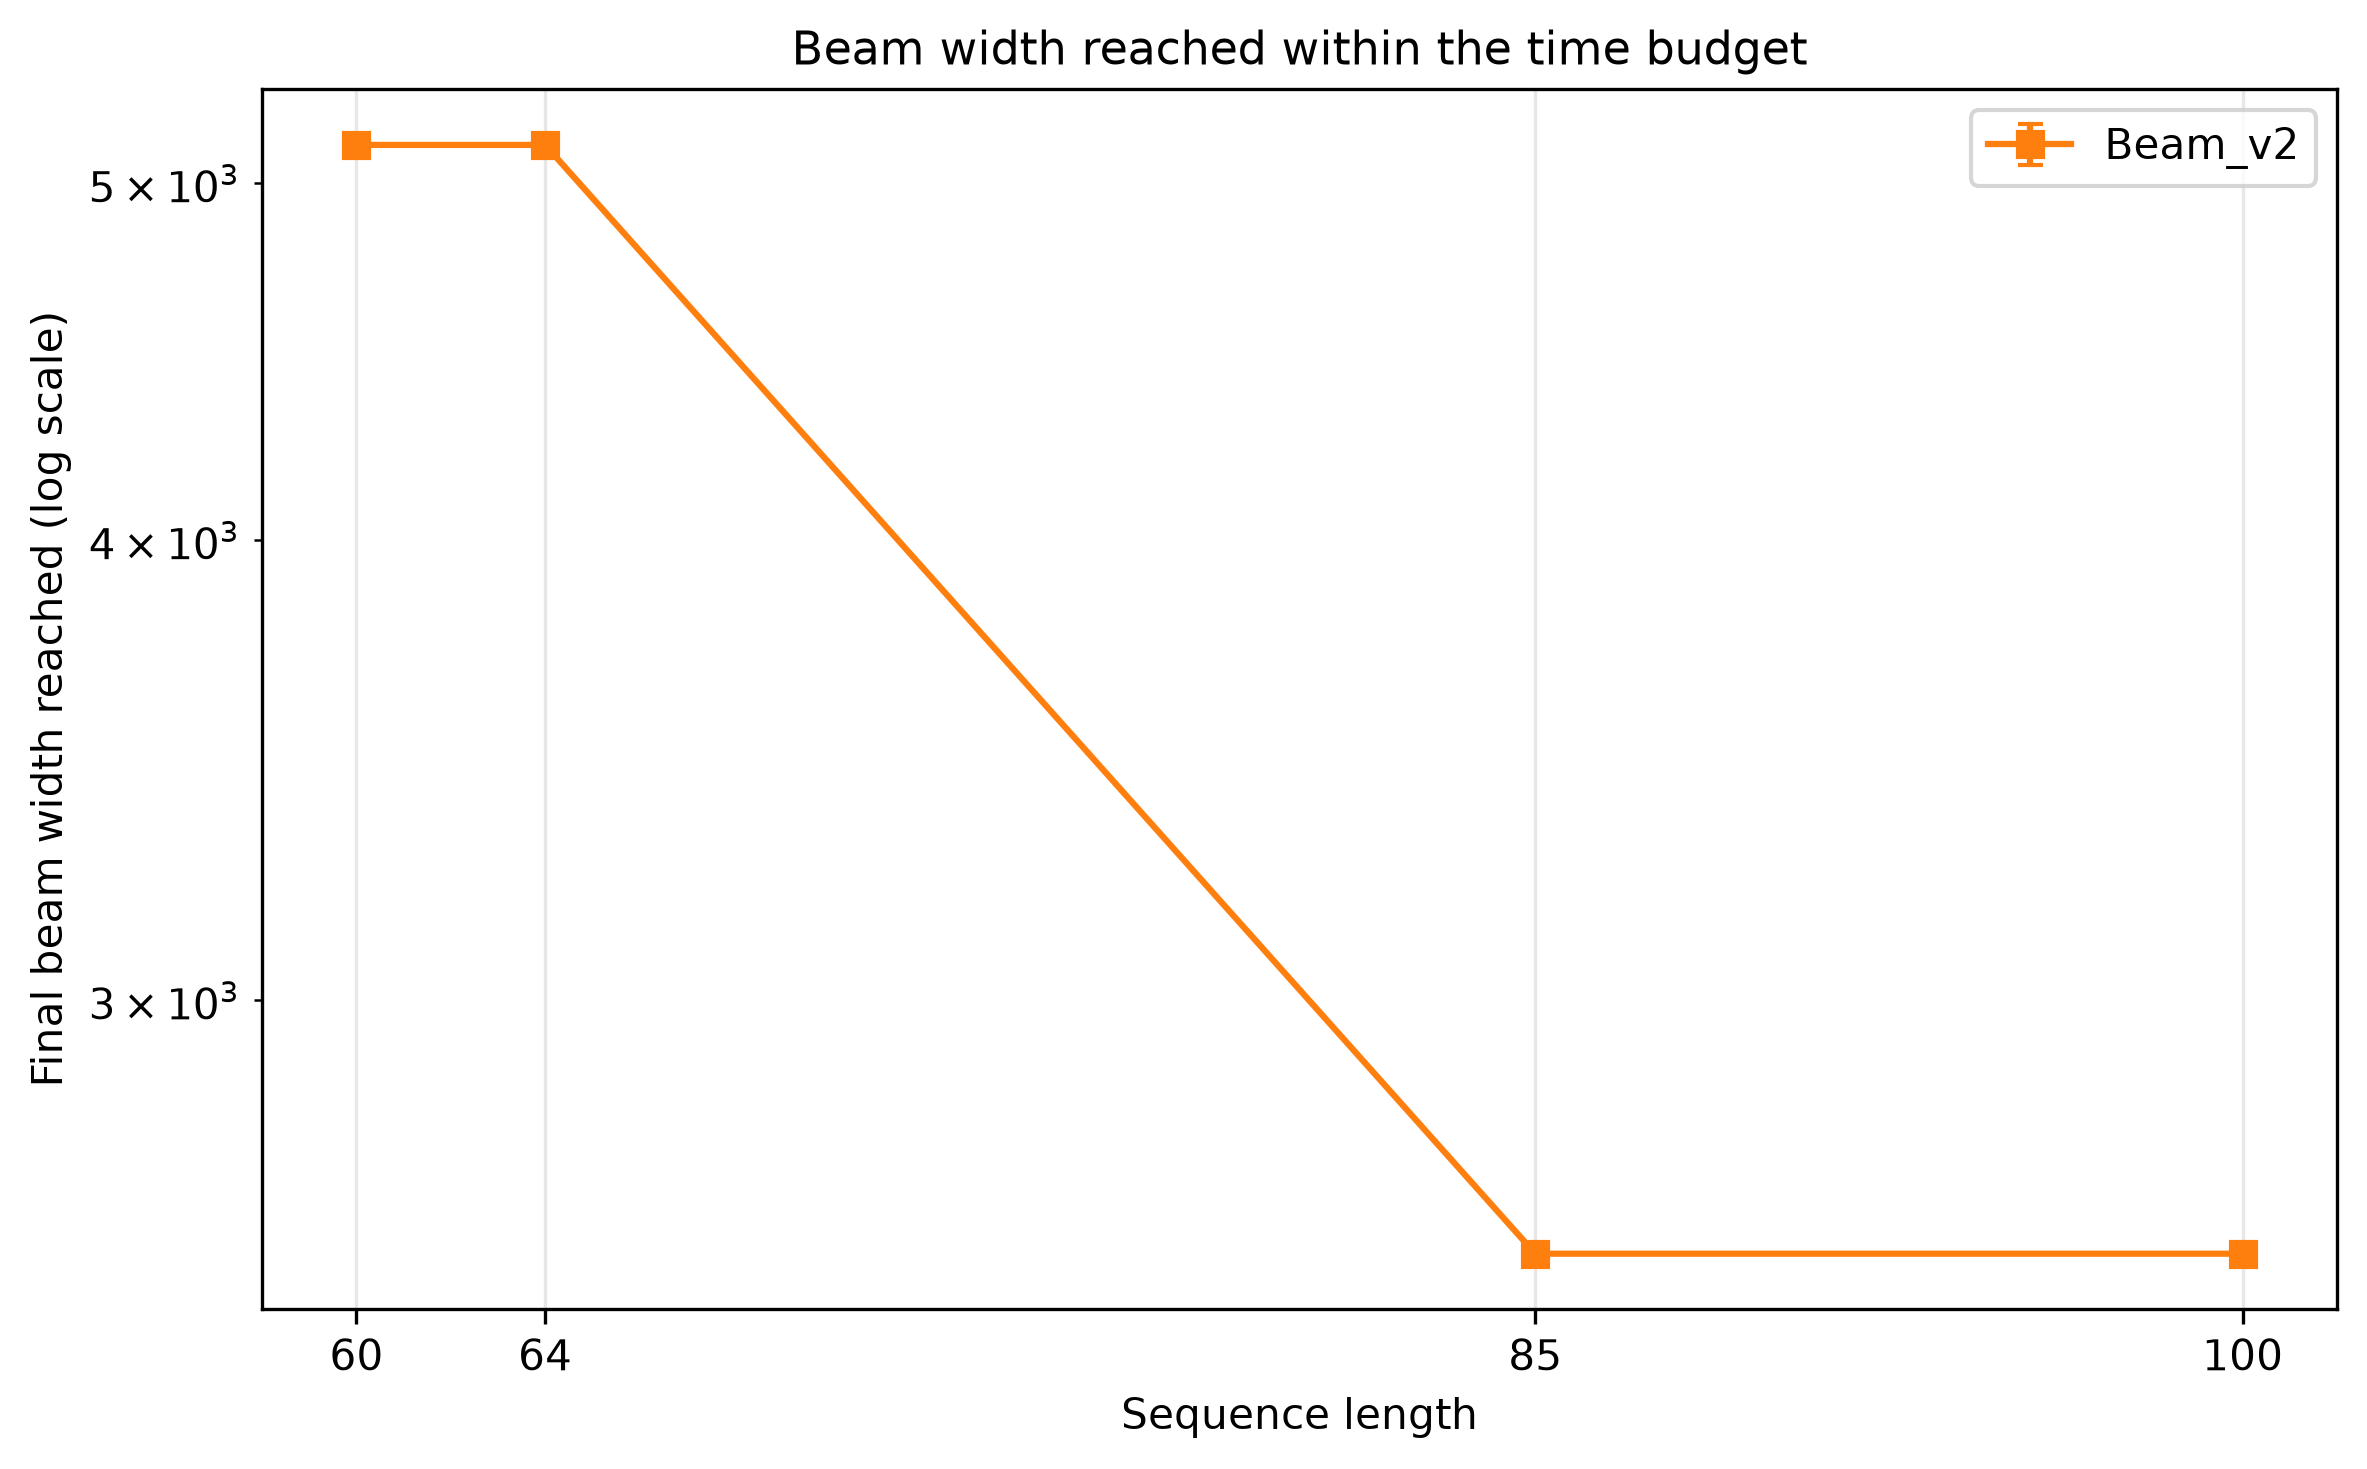 Beam width reached within the time budget
Beam_v2
Final beam width reached (log scale)
5 × 10³
4 × 10³
3 × 10³
60 64 85 100
Sequence length